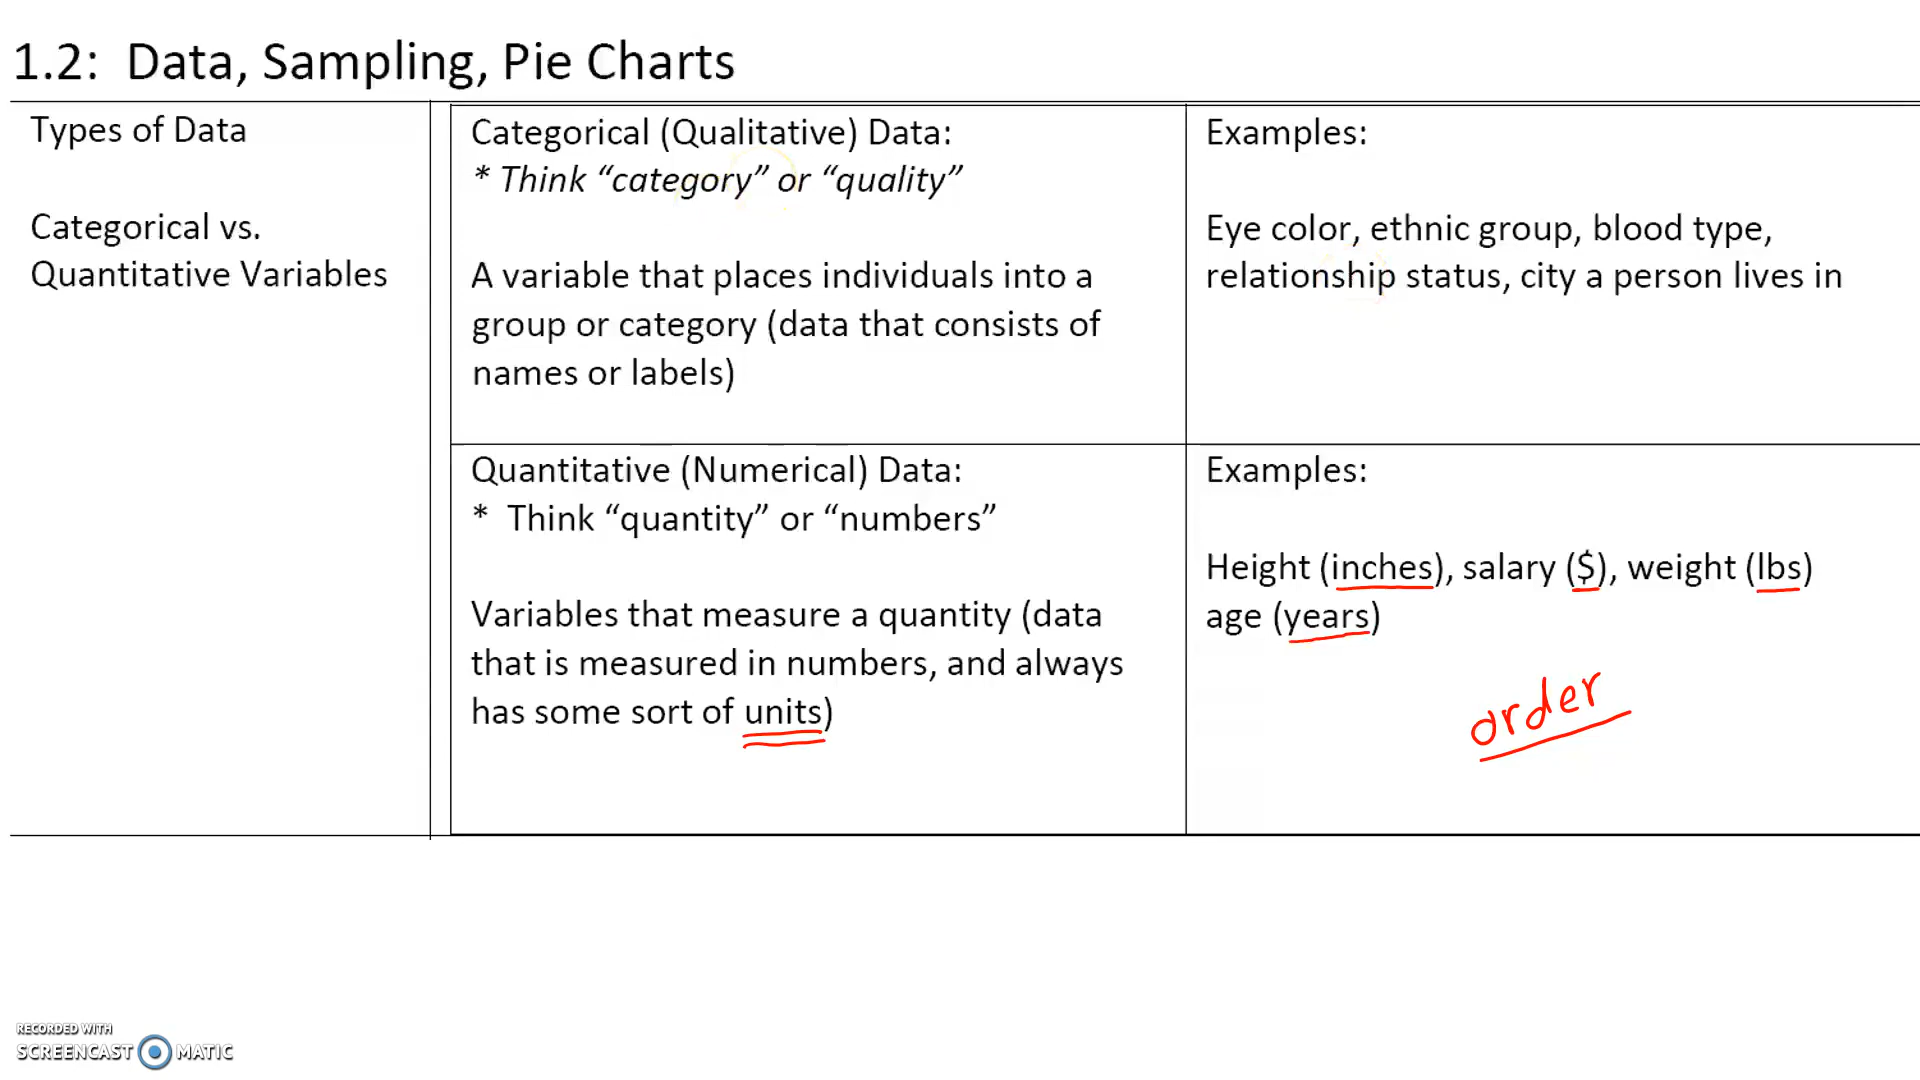 1.2: Data, Sampling, Pie Charts
Types of Data
Categorical vs.
Quantitative Variables
Categorical (Qualitative) Data:
* Think “category” or “quality”
A variable that places individuals into a
group or category (data that consists of
names or labels)
Examples:
Eye color, ethnic group, blood type,
relationship status, city a person lives in
Quantitative (Numerical) Data:
* Think “quantity” or “numbers”
Variables that measure a quantity (data
that is measured in numbers, and always
has some sort of units)
Examples:
Height (inches), salary ($), weight (lbs)
age (years)
order
RECORDED WITH
SCREENCAST MATIC